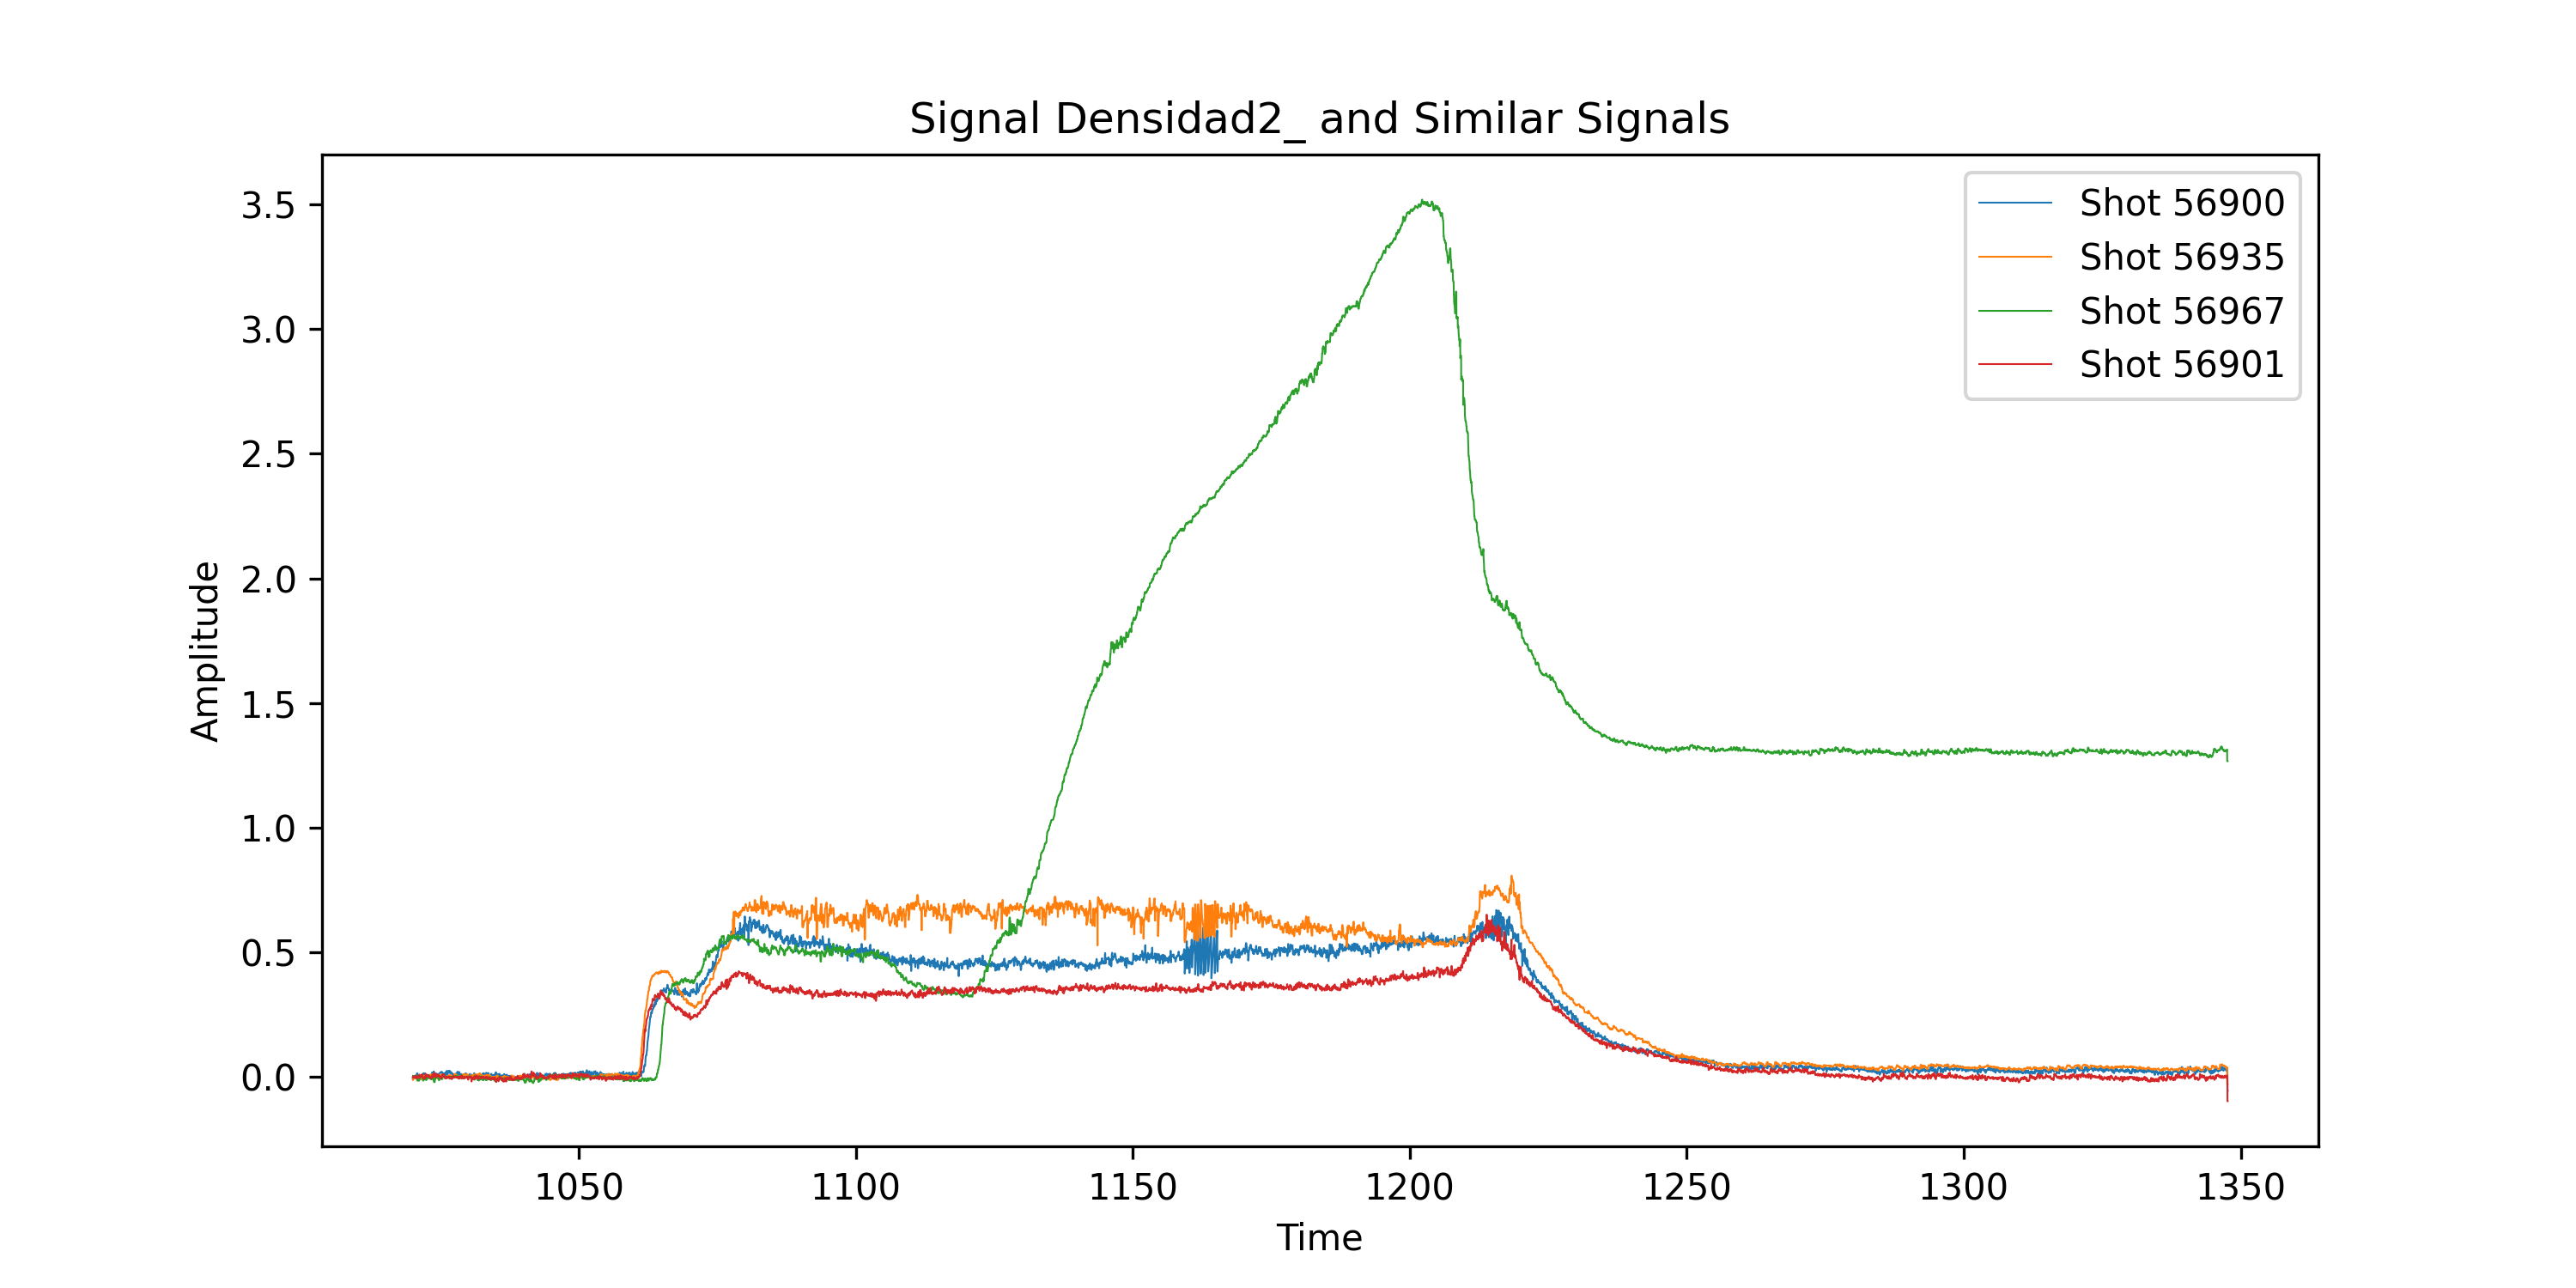 Signal Densidad2_ and Similar Signals
Shot 56900
Shot 56935
Shot 56967
Shot 56901
3.5
3.0
2.5
2.0
1.5
1.0
0.5
0.0
Amplitude
1050 1100 1150 1200 1250 1300 1350
Time